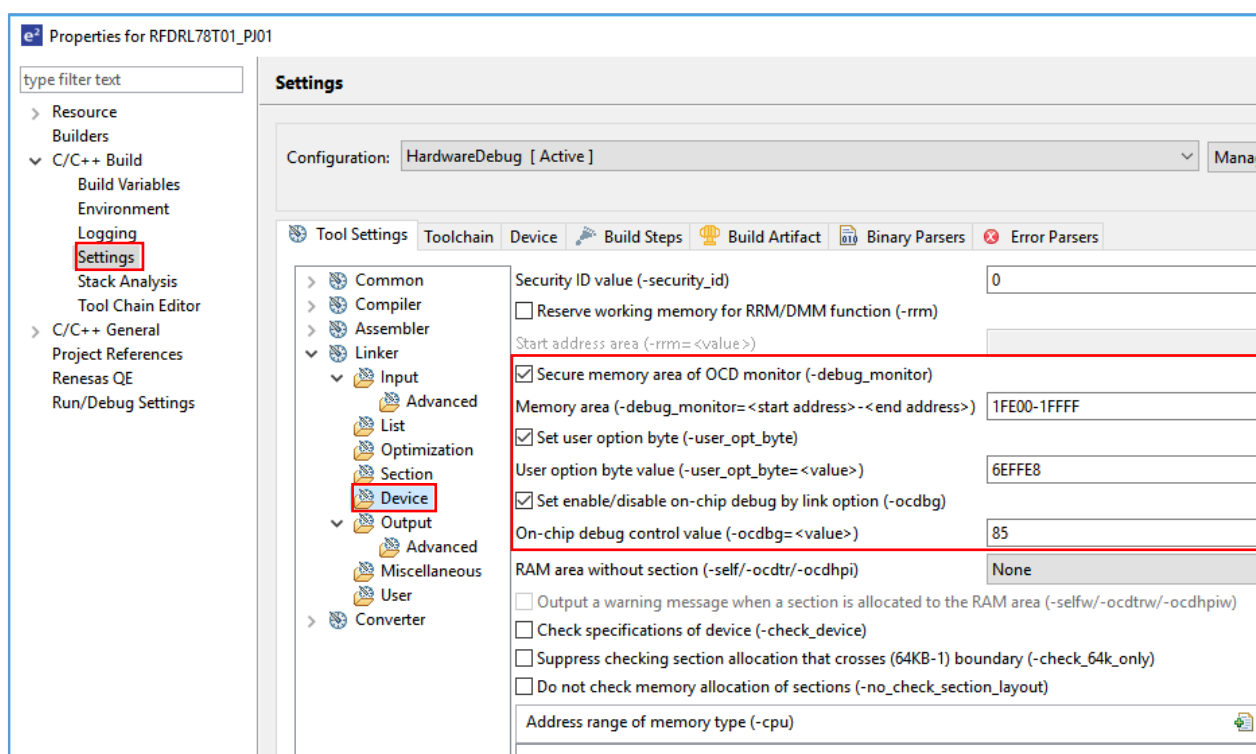 e² Properties for RFDRL78T01_PJ01
type filter text
Resource
Builders
C/C++ Build
Build Variables
Environment
Logging
Settings
Stack Analysis
Tool Chain Editor
C/C++ General
Project References
Renesas QE
Run/Debug Settings
Settings
Configuration: HardwareDebug [ Active ] Mana
Tool Settings Toolchain Device Build Steps Build Artifact Binary Parsers Error Parsers
Common
Compiler
Assembler
Linker
Input
Advanced
List
Optimization
Section
Device
Output
Advanced
Miscellaneous
User
Converter
Security ID value (-security_id) 0
Reserve working memory for RRM/DMM function (-rrm)
Start address area (-rrm=<value>)
Secure memory area of OCD monitor (-debug_monitor)
Memory area (-debug_monitor=<start address>-<end address>) 1FE00-1FFFF
Set user option byte (-user_opt_byte)
User option byte value (-user_opt_byte=<value>) 6EFFE8
Set enable/disable on-chip debug by link option (-ocdbg)
On-chip debug control value (-ocdbg=<value>) 85
RAM area without section (-self/-ocdtr/-ocdhpi) None
Output a warning message when a section is allocated to the RAM area (-selfw/-ocdtrw/-ocdhpiw)
Check specifications of device (-check_device)
Suppress checking section allocation that crosses (64KB-1) boundary (-check_64k_only)
Do not check memory allocation of sections (-no_check_section_layout)
Address range of memory type (-cpu)